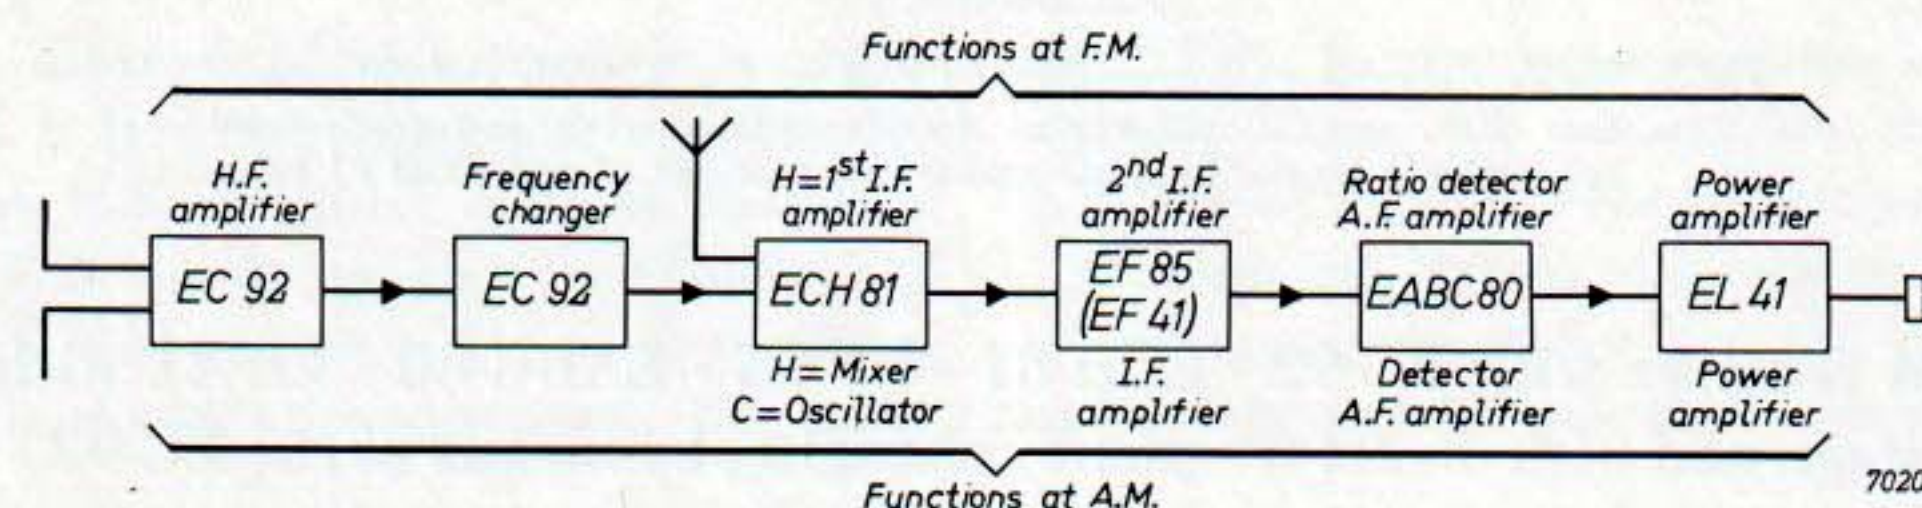 Functions at F.M.
H.F.
amplifier
Frequency
changer
H=1st I.F.
amplifier
2nd I.F.
amplifier
Ratio detector
A.F. amplifier
Power
amplifier
EC 92
EC 92
ECH 81
EF 85
(EF 41)
EABC80
EL 41
H=Mixer
C=Oscillator
I.F.
amplifier
Detector
A.F. amplifier
Power
amplifier
Functions at A.M.
7020